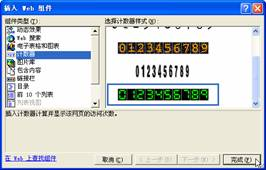 插入 Web 组件
组件类型(T):
选择计数器样式(O):
动态效果
Web 搜索
电子表格和图表
计数器
图片库
包含内容
链接栏
目录
前 10 个列表
列表视图
0123456789
0123456789
0123456789
插入计数器计算并显示该网页的访问次数。
在 Web 上查找组件
取消(C)
< 上一步(B)
下一步(N) >
完成(F)